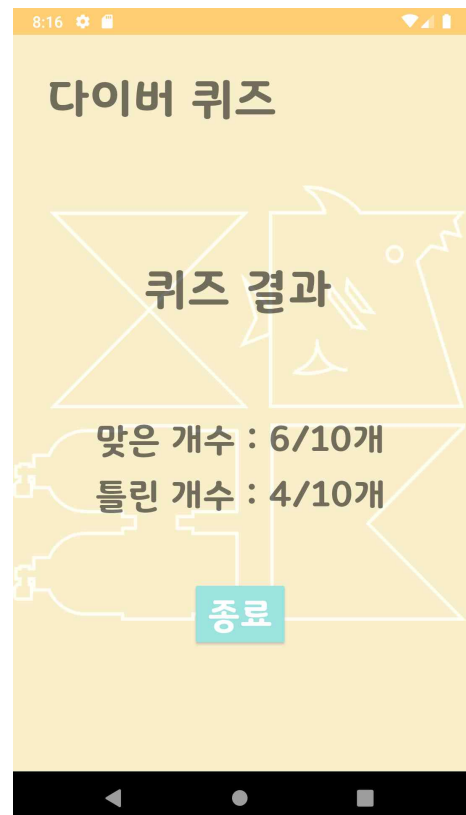 8:16
다이버 퀴즈
퀴즈 결과
맞은 개수 : 6/10개
틀린 개수 : 4/10개
종료